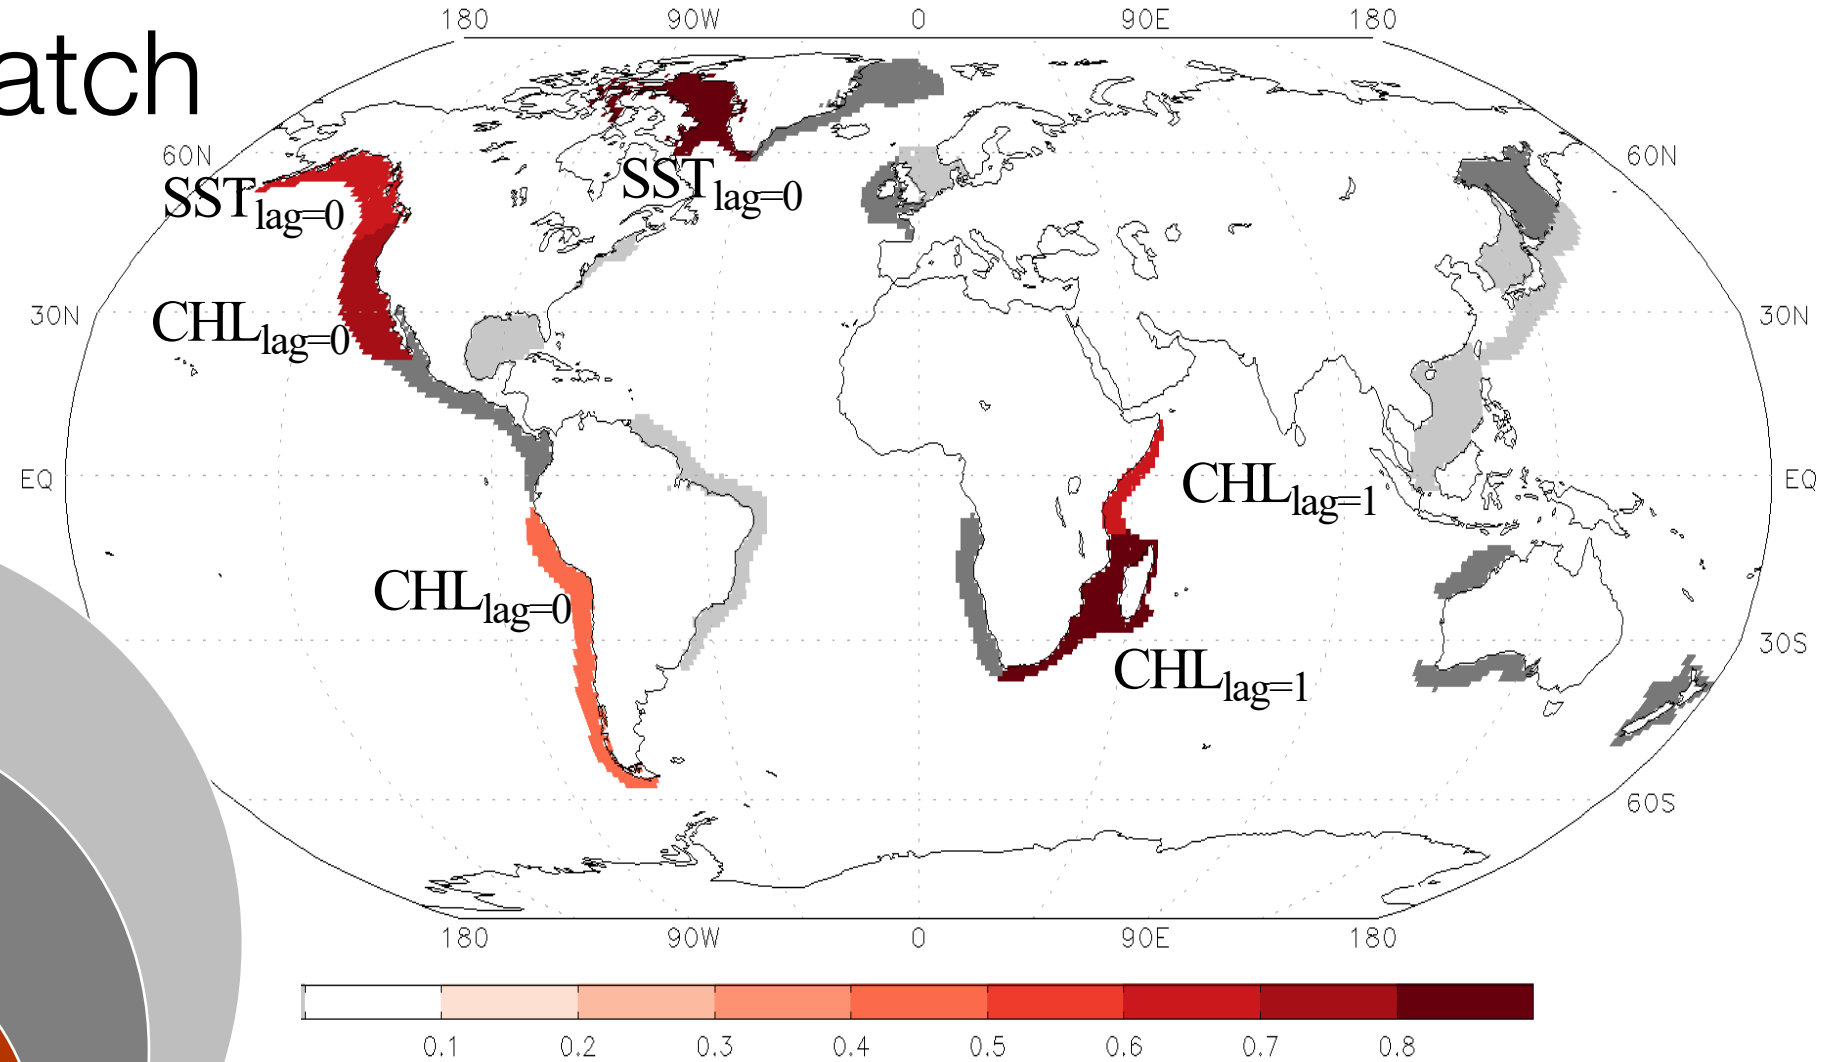 atch
180 90W 0 90E 180
60N 60N
SST lag=0
SST lag=0
30N 30N
CHL lag=0
EQ EQ
CHL lag=1
CHL lag=0
30S
CHL lag=1
60S
180 90W 0 90E 180
0.1 0.2 0.3 0.4 0.5 0.6 0.7 0.8